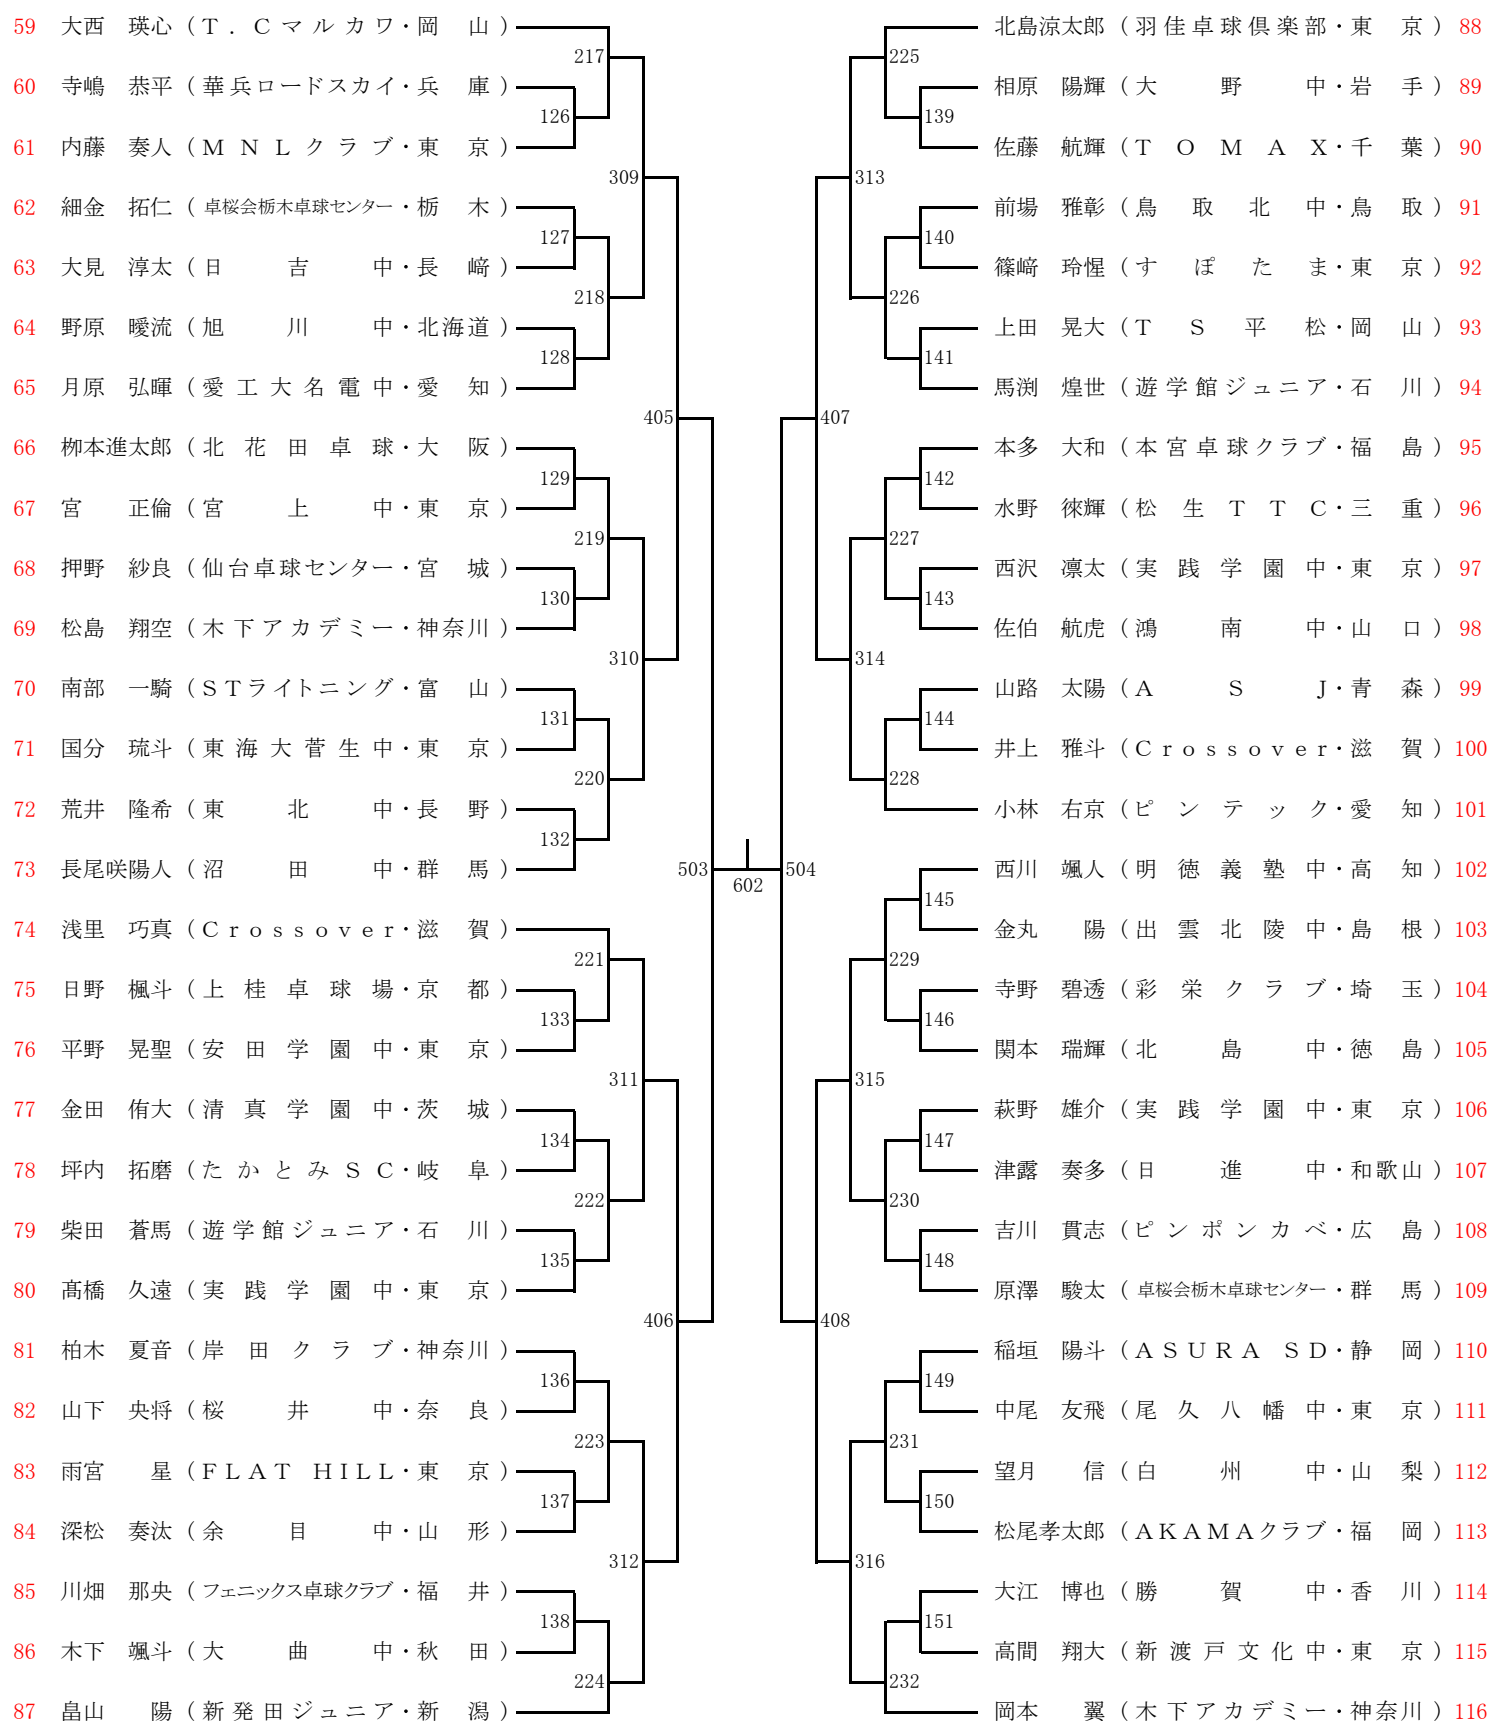 59 大西 瑛心 (T．Cマルカワ・岡 山)
217
60 寺嶋 恭平 (華兵ロードスカイ・兵 庫)
126
61 内藤 奏人 (MNLクラブ・東 京)
309
62 細金 拓仁 (卓桜会栃木卓球センター・栃 木)
127
63 大見 淳太 (日吉中・長 﨑)
218
64 野原 曖流 (旭川中・北海道)
128
65 月原 弘暉 (愛工大名電中・愛 知)
405
66 栁本進太郎 (北花田卓球・大 阪)
129
67 宮 正倫 (宮上中・東 京)
219
68 押野 紗良 (仙台卓球センター・宮 城)
130
69 松島 翔空 (木下アカデミー・神奈川)
310
70 南部 一騎 (STライトニング・富 山)
131
71 国分 琉斗 (東海大菅生中・東 京)
220
72 荒井 隆希 (東北中・長 野)
132
73 長尾咲陽人 (沼田中・群 馬)
503
602
74 浅里 巧真 (Crossover・滋 賀)
221
75 日野 楓斗 (上桂卓球場・京 都)
133
76 平野 晃聖 (安田学園中・東 京)
311
77 金田 侑大 (清真学園中・茨 城)
134
78 坪内 拓磨 (たかとみSC・岐 阜)
222
79 柴田 蒼馬 (遊学館ジュニア・石 川)
135
80 髙橋 久遠 (実践学園中・東 京)
406
81 柏木 夏音 (岸田クラブ・神奈川)
136
82 山下 央将 (桜井中・奈 良)
223
83 雨宮 星 (FLAT HILL・東 京)
137
84 深松 奏汰 (余目中・山 形)
312
85 川畑 那央 (フェニックス卓球クラブ・福 井)
138
86 木下 颯斗 (大曲中・秋 田)
224
87 畠山 陽 (新発田ジュニア・新 潟)
北島涼太郎 (羽佳卓球倶楽部・東 京) 88
225
相原 陽輝 (大野中・岩 手) 89
139
佐藤 航輝 (TOMAX・千 葉) 90
313
前場 雅彰 (鳥取北中・鳥 取) 91
140
篠﨑 玲惺 (すぽたま・東 京) 92
226
上田 晃大 (TS平松・岡 山) 93
141
馬渕 煌世 (遊学館ジュニア・石 川) 94
407
本多 大和 (本宮卓球クラブ・福 島) 95
142
水野 徠輝 (松生TTC・三 重) 96
227
西沢 凛太 (実践学園中・東 京) 97
143
佐伯 航虎 (鴻南中・山 口) 98
314
山路 太陽 (ASJ・青 森) 99
144
井上 雅斗 (Crossover・滋 賀) 100
228
小林 右京 (ピンテック・愛 知) 101
504
西川 颯人 (明徳義塾中・高 知) 102
145
金丸 陽 (出雲北陵中・島 根) 103
229
寺野 碧透 (彩栄クラブ・埼 玉) 104
146
関本 瑞輝 (北島中・徳 島) 105
315
萩野 雄介 (実践学園中・東 京) 106
147
津露 奏多 (日進中・和歌山) 107
230
吉川 貫志 (ピンポンカベ・広 島) 108
148
原澤 駿太 (卓桜会栃木卓球センター・群 馬) 109
408
稲垣 陽斗 (ASURA SD・静 岡) 110
149
中尾 友飛 (尾久八幡中・東 京) 111
231
望月 信 (白州中・山 梨) 112
150
松尾孝太郎 (AKAMAクラブ・福 岡) 113
316
大江 博也 (勝賀中・香 川) 114
151
高間 翔大 (新渡戸文化中・東 京) 115
232
岡本 翼 (木下アカデミー・神奈川) 116